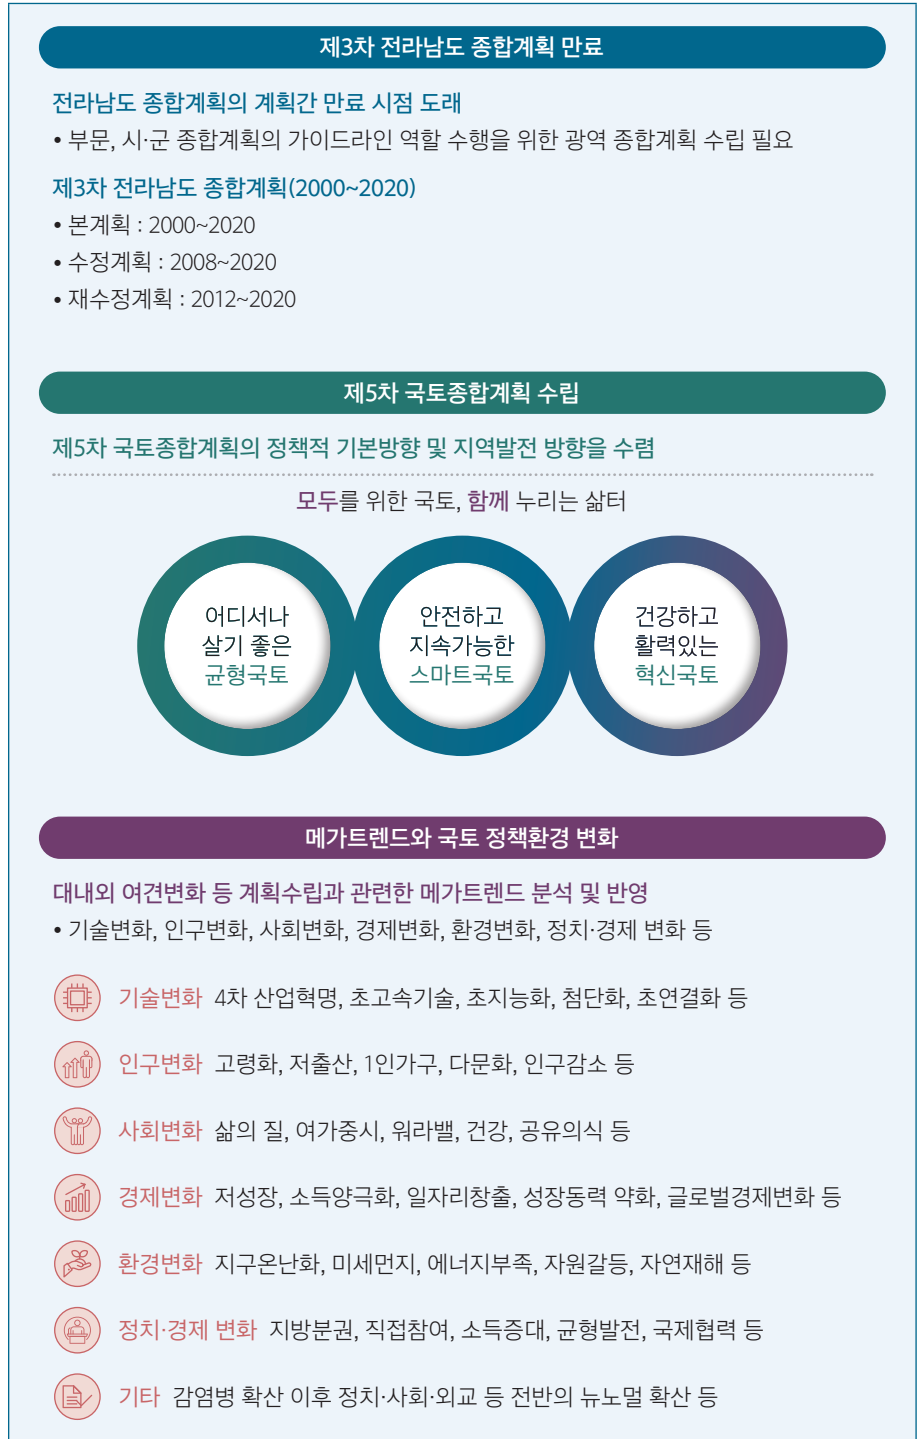 제3차 전라남도 종합계획 만료
전라남도 종합계획의 계획간 만료 시점 도래
• 부문, 시·군 종합계획의 가이드라인 역할 수행을 위한 광역 종합계획 수립 필요
제3차 전라남도 종합계획(2000~2020)
• 본계획 : 2000~2020
• 수정계획 : 2008~2020
• 재수정계획 : 2012~2020
제5차 국토종합계획 수립
제5차 국토종합계획의 정책적 기본방향 및 지역발전 방향을 수렴
모두를 위한 국토, 함께 누리는 삶터
어디서나
살기 좋은
균형국토
안전하고
지속가능한
스마트국토
건강하고
활력있는
혁신국토
메가트렌드와 국토 정책환경 변화
대내외 여견변화 등 계획수립과 관련한 메가트렌드 분석 및 반영
• 기술변화, 인구변화, 사회변화, 경제변화, 환경변화, 정치·경제 변화 등
기술변화 4차 산업혁명, 초고속기술, 초지능화, 첨단화, 초연결화 등
인구변화 고령화, 저출산, 1인가구, 다문화, 인구감소 등
사회변화 삶의 질, 여가중시, 워라밸, 건강, 공유의식 등
경제변화 저성장, 소득양극화, 일자리창출, 성장동력 약화, 글로벌경제변화 등
환경변화 지구온난화, 미세먼지, 에너지부족, 자원갈등, 자연재해 등
정치·경제 변화 지방분권, 직접참여, 소득증대, 균형발전, 국제협력 등
기타 감염병 확산 이후 정치·사회·외교 등 전반의 뉴노멀 확산 등